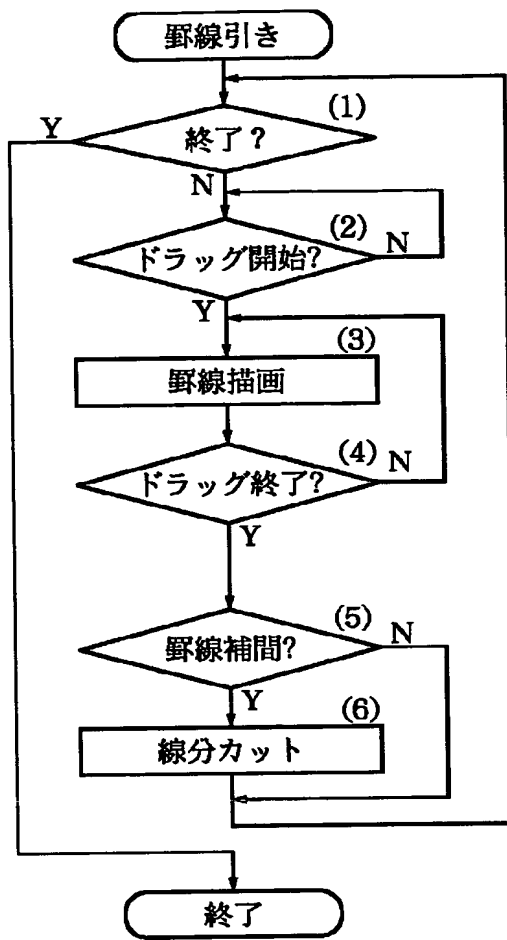 罫線引き
(1)
Y
終了？
N
(2)
ドラッグ開始?
N
Y
(3)
罫線描画
(4)
ドラッグ終了?
N
Y
(5)
罫線補間?
N
Y
(6)
線分カット
終了